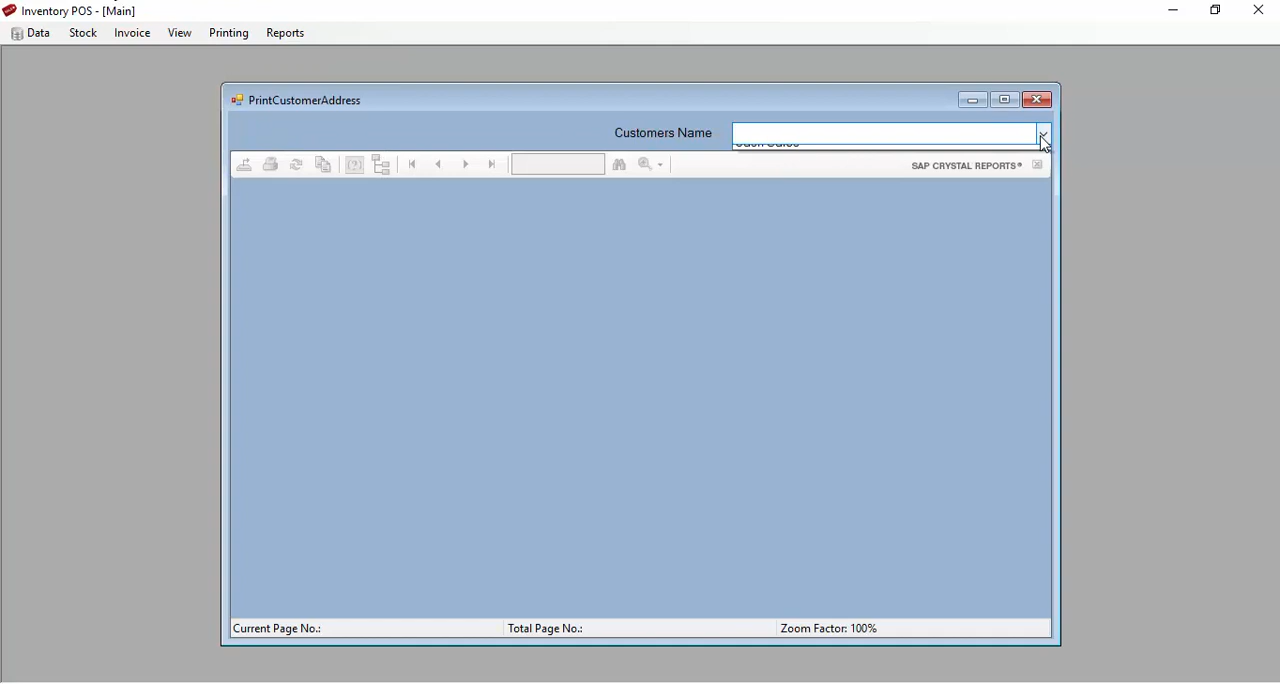 Inventory POS - [Main]
Data Stock Invoice View Printing Reports
PrintCustomerAddress
Customers Name
SAP CRYSTAL REPORTS®
Current Page No.: Total Page No.: Zoom Factor: 100%